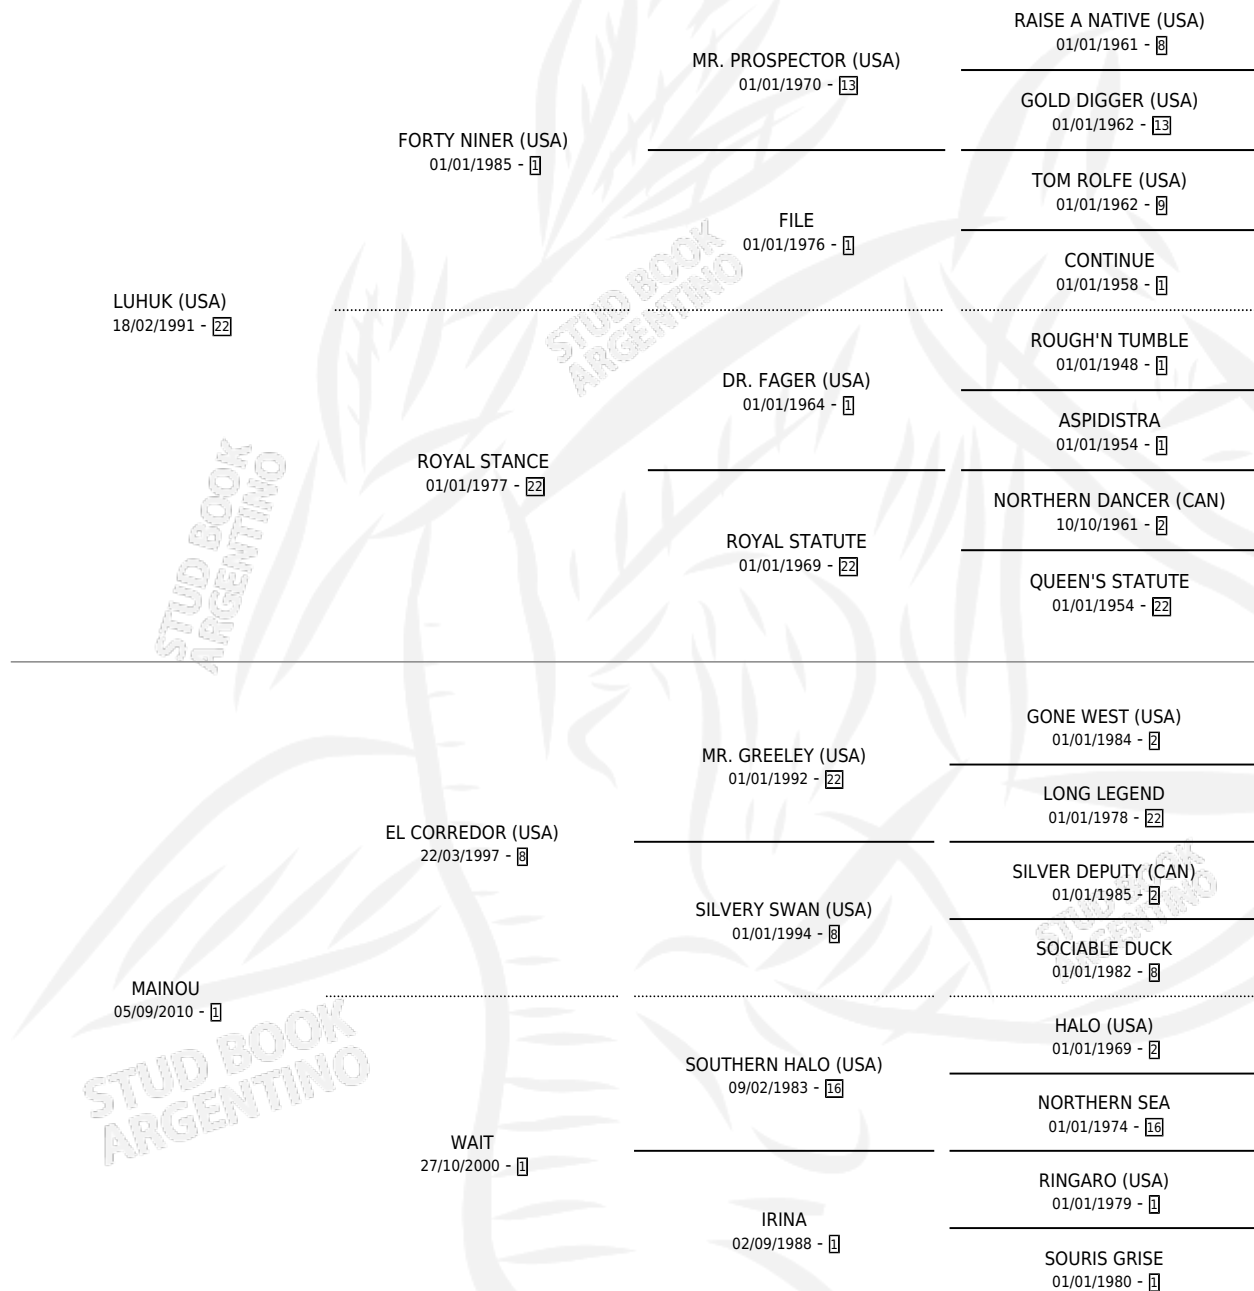 RAISE A NATIVE (USA)
01/01/1961 - 8
MR. PROSPECTOR (USA)
01/01/1970 - 13
GOLD DIGGER (USA)
01/01/1962 - 13
FORTY NINER (USA)
01/01/1985 - 1
TOM ROLFE (USA)
01/01/1962 - 9
FILE
01/01/1976 - 1
CONTINUE
01/01/1958 - 1
LUHUK (USA)
18/02/1991 - 22
ROUGH'N TUMBLE
01/01/1948 - 1
DR. FAGER (USA)
01/01/1964 - 1
ASPIDISTRA
01/01/1954 - 1
ROYAL STANCE
01/01/1977 - 22
NORTHERN DANCER (CAN)
10/10/1961 - 2
ROYAL STATUTE
01/01/1969 - 22
QUEEN'S STATUTE
01/01/1954 - 22
GONE WEST (USA)
01/01/1984 - 2
MR. GREELEY (USA)
01/01/1992 - 22
LONG LEGEND
01/01/1978 - 22
EL CORREDOR (USA)
22/03/1997 - 8
SILVER DEPUTY (CAN)
01/01/1985 - 2
SILVERY SWAN (USA)
01/01/1994 - 8
SOCIABLE DUCK
01/01/1982 - 8
MAINOU
05/09/2010 - 1
HALO (USA)
01/01/1969 - 2
SOUTHERN HALO (USA)
09/02/1983 - 16
NORTHERN SEA
01/01/1974 - 16
WAIT
27/10/2000 - 1
RINGARO (USA)
01/01/1979 - 1
IRINA
02/09/1988 - 1
SOURIS GRISE
01/01/1980 - 1
STUD BOOK
ARGENTINO
STUD BOOK
ARGENTINO
STUD BOOK
ARGENTINO
STUD BOOK
ARGENTINO